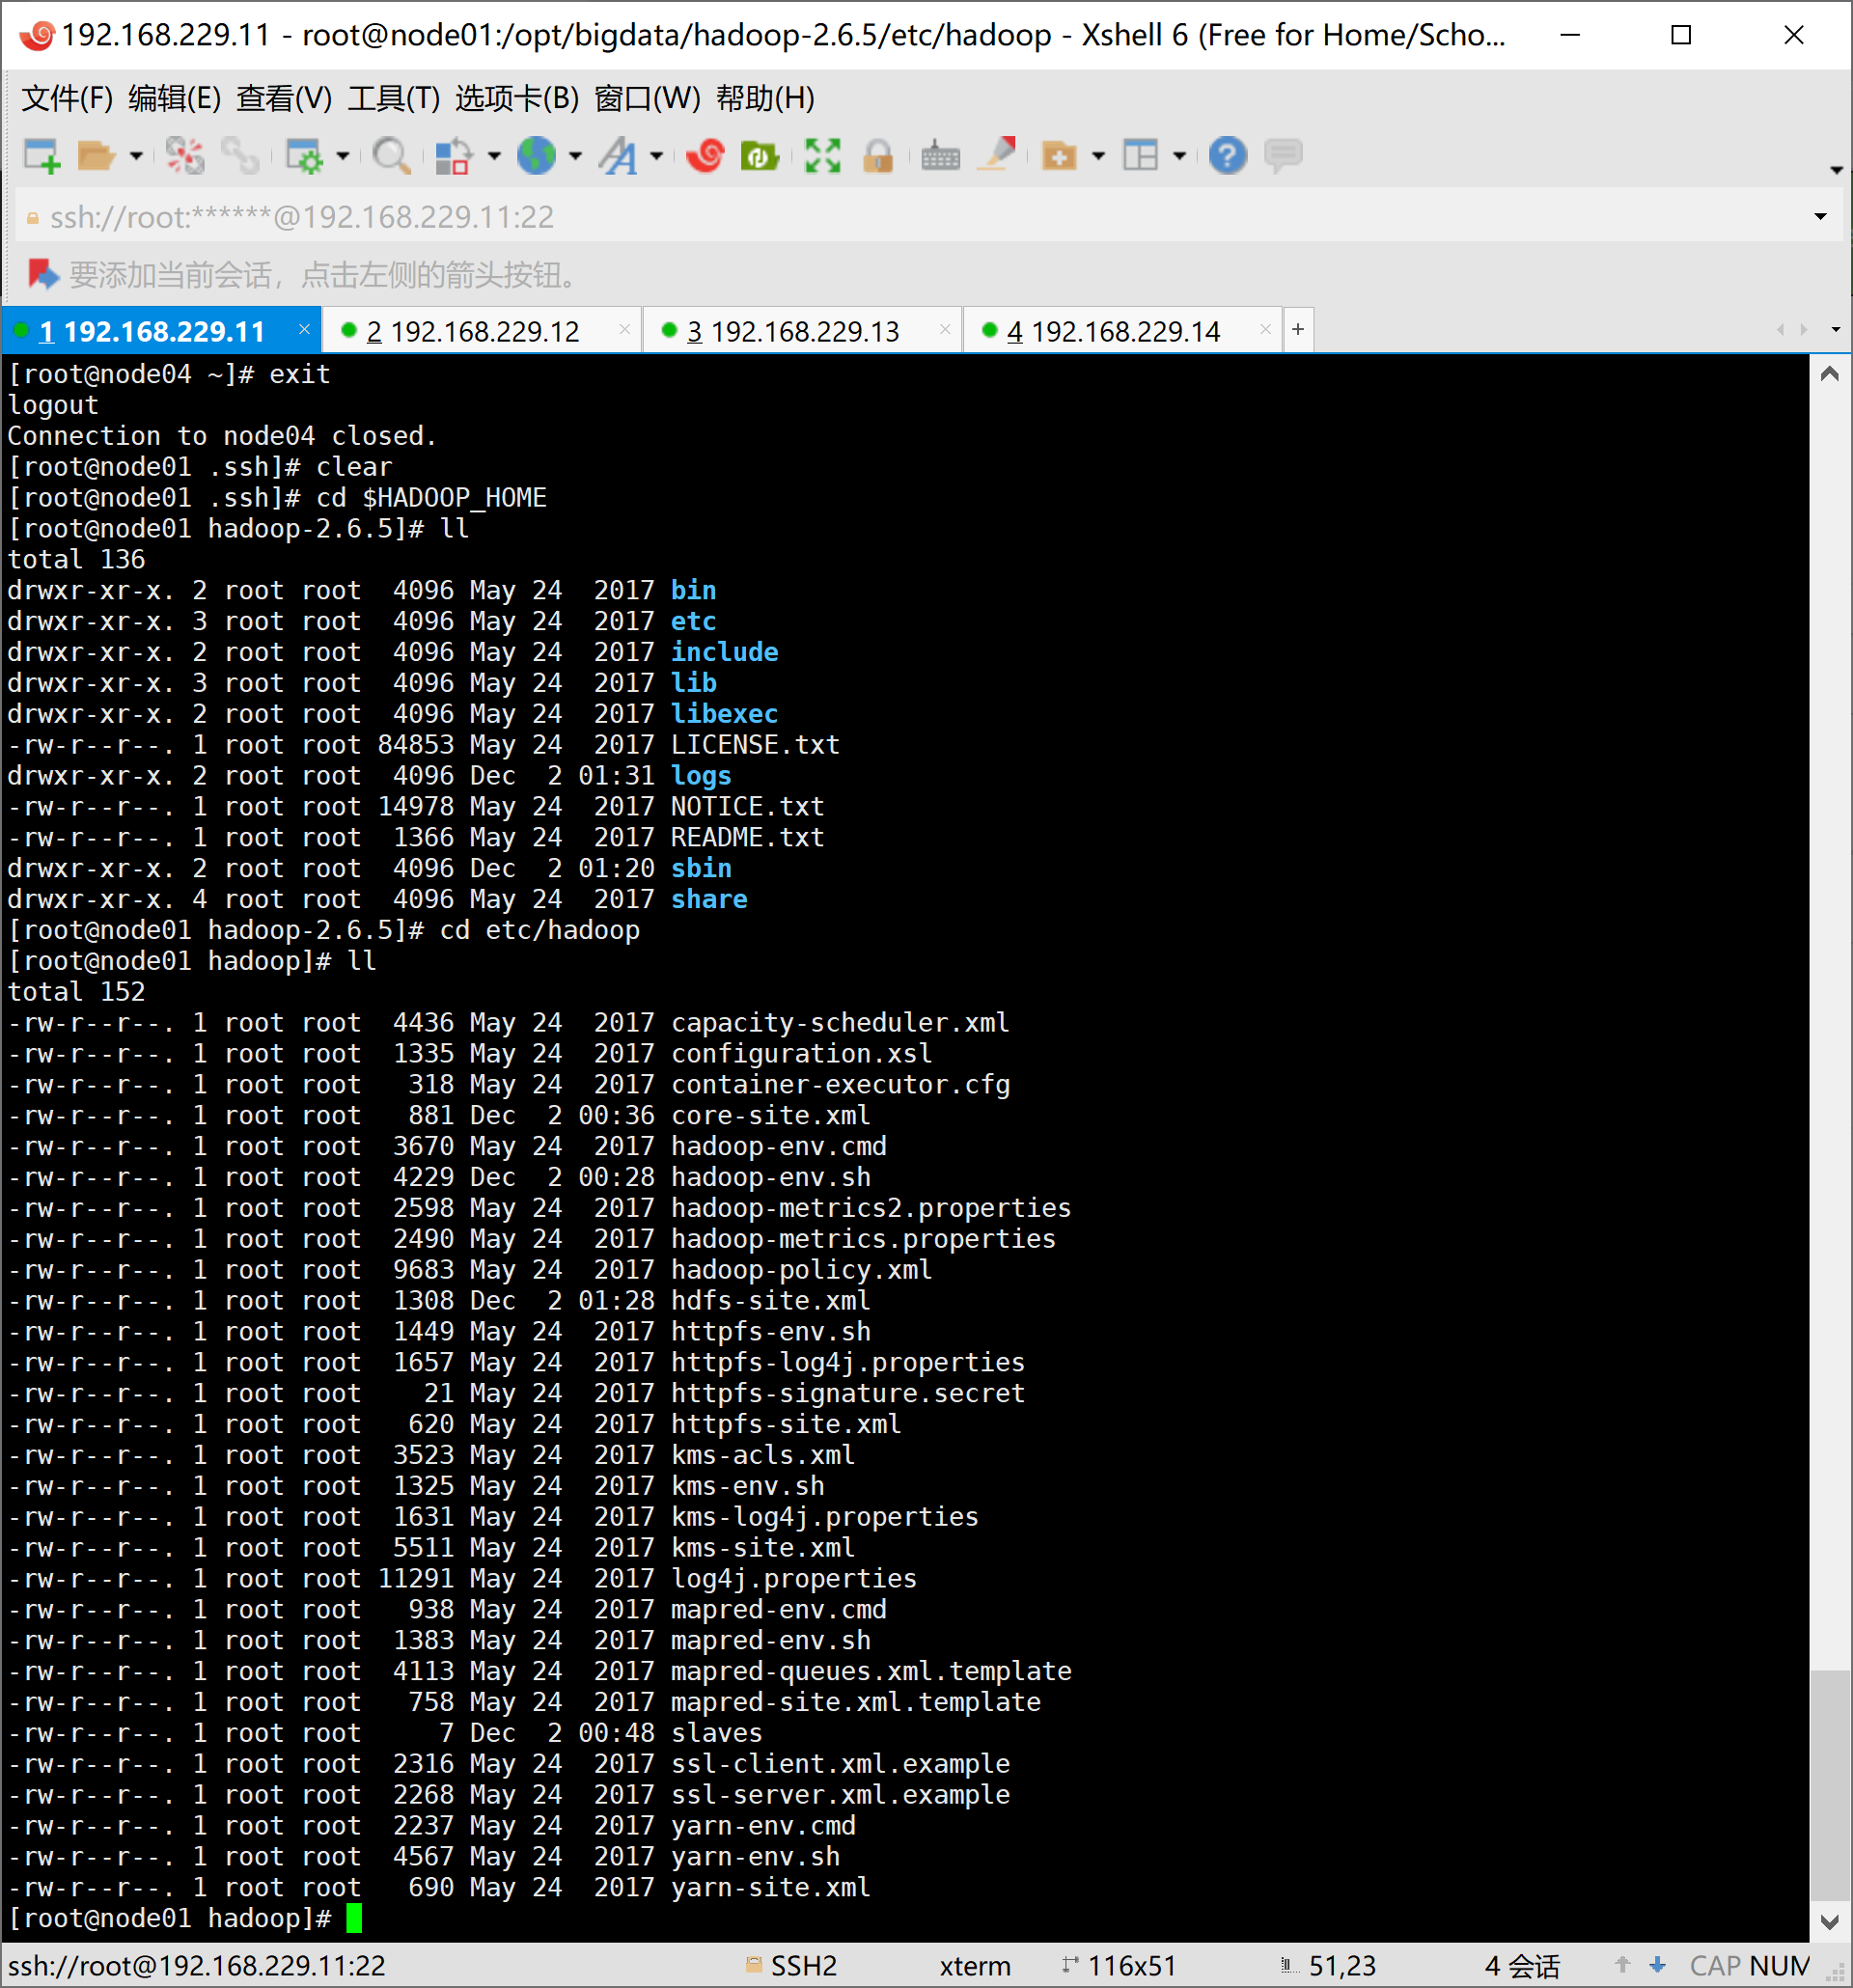 192.168.229.11 - root@node01:/opt/bigdata/hadoop-2.6.5/etc/hadoop - Xshell 6 (Free for Home/Scho...
文件(F) 编辑(E) 查看(V) 工具(T) 选项卡(B) 窗口(W) 帮助(H)
ssh://root:******@192.168.229.11:22
要添加当前会话，点击左侧的箭头按钮。
1 192.168.229.11 × 2 192.168.229.12 × 3 192.168.229.13 × 4 192.168.229.14 × +
[root@node04 ~]# exit
logout
Connection to node04 closed.
[root@node01 .ssh]# clear
[root@node01 .ssh]# cd $HADOOP_HOME
[root@node01 hadoop-2.6.5]# ll
total 136
drwxr-xr-x. 2 root root  4096 May 24  2017 bin
drwxr-xr-x. 3 root root  4096 May 24  2017 etc
drwxr-xr-x. 2 root root  4096 May 24  2017 include
drwxr-xr-x. 3 root root  4096 May 24  2017 lib
drwxr-xr-x. 2 root root  4096 May 24  2017 libexec
-rw-r--r--. 1 root root 84853 May 24  2017 LICENSE.txt
drwxr-xr-x. 2 root root  4096 Dec  2 01:31 logs
-rw-r--r--. 1 root root 14978 May 24  2017 NOTICE.txt
-rw-r--r--. 1 root root  1366 May 24  2017 README.txt
drwxr-xr-x. 2 root root  4096 Dec  2 01:20 sbin
drwxr-xr-x. 4 root root  4096 May 24  2017 share
[root@node01 hadoop-2.6.5]# cd etc/hadoop
[root@node01 hadoop]# ll
total 152
-rw-r--r--. 1 root root  4436 May 24  2017 capacity-scheduler.xml
-rw-r--r--. 1 root root  1335 May 24  2017 configuration.xsl
-rw-r--r--. 1 root root   318 May 24  2017 container-executor.cfg
-rw-r--r--. 1 root root   881 Dec  2 00:36 core-site.xml
-rw-r--r--. 1 root root  3670 May 24  2017 hadoop-env.cmd
-rw-r--r--. 1 root root  4229 Dec  2 00:28 hadoop-env.sh
-rw-r--r--. 1 root root  2598 May 24  2017 hadoop-metrics2.properties
-rw-r--r--. 1 root root  2490 May 24  2017 hadoop-metrics.properties
-rw-r--r--. 1 root root  9683 May 24  2017 hadoop-policy.xml
-rw-r--r--. 1 root root  1308 Dec  2 01:28 hdfs-site.xml
-rw-r--r--. 1 root root  1449 May 24  2017 httpfs-env.sh
-rw-r--r--. 1 root root  1657 May 24  2017 httpfs-log4j.properties
-rw-r--r--. 1 root root    21 May 24  2017 httpfs-signature.secret
-rw-r--r--. 1 root root   620 May 24  2017 httpfs-site.xml
-rw-r--r--. 1 root root  3523 May 24  2017 kms-acls.xml
-rw-r--r--. 1 root root  1325 May 24  2017 kms-env.sh
-rw-r--r--. 1 root root  1631 May 24  2017 kms-log4j.properties
-rw-r--r--. 1 root root  5511 May 24  2017 kms-site.xml
-rw-r--r--. 1 root root 11291 May 24  2017 log4j.properties
-rw-r--r--. 1 root root   938 May 24  2017 mapred-env.cmd
-rw-r--r--. 1 root root  1383 May 24  2017 mapred-env.sh
-rw-r--r--. 1 root root  4113 May 24  2017 mapred-queues.xml.template
-rw-r--r--. 1 root root   758 May 24  2017 mapred-site.xml.template
-rw-r--r--. 1 root root     7 Dec  2 00:48 slaves
-rw-r--r--. 1 root root  2316 May 24  2017 ssl-client.xml.example
-rw-r--r--. 1 root root  2268 May 24  2017 ssl-server.xml.example
-rw-r--r--. 1 root root  2237 May 24  2017 yarn-env.cmd
-rw-r--r--. 1 root root  4567 May 24  2017 yarn-env.sh
-rw-r--r--. 1 root root   690 May 24  2017 yarn-site.xml
[root@node01 hadoop]#
ssh://root@192.168.229.11:22 SSH2 xterm 116x51 51,23 4 会话 CAP NUM